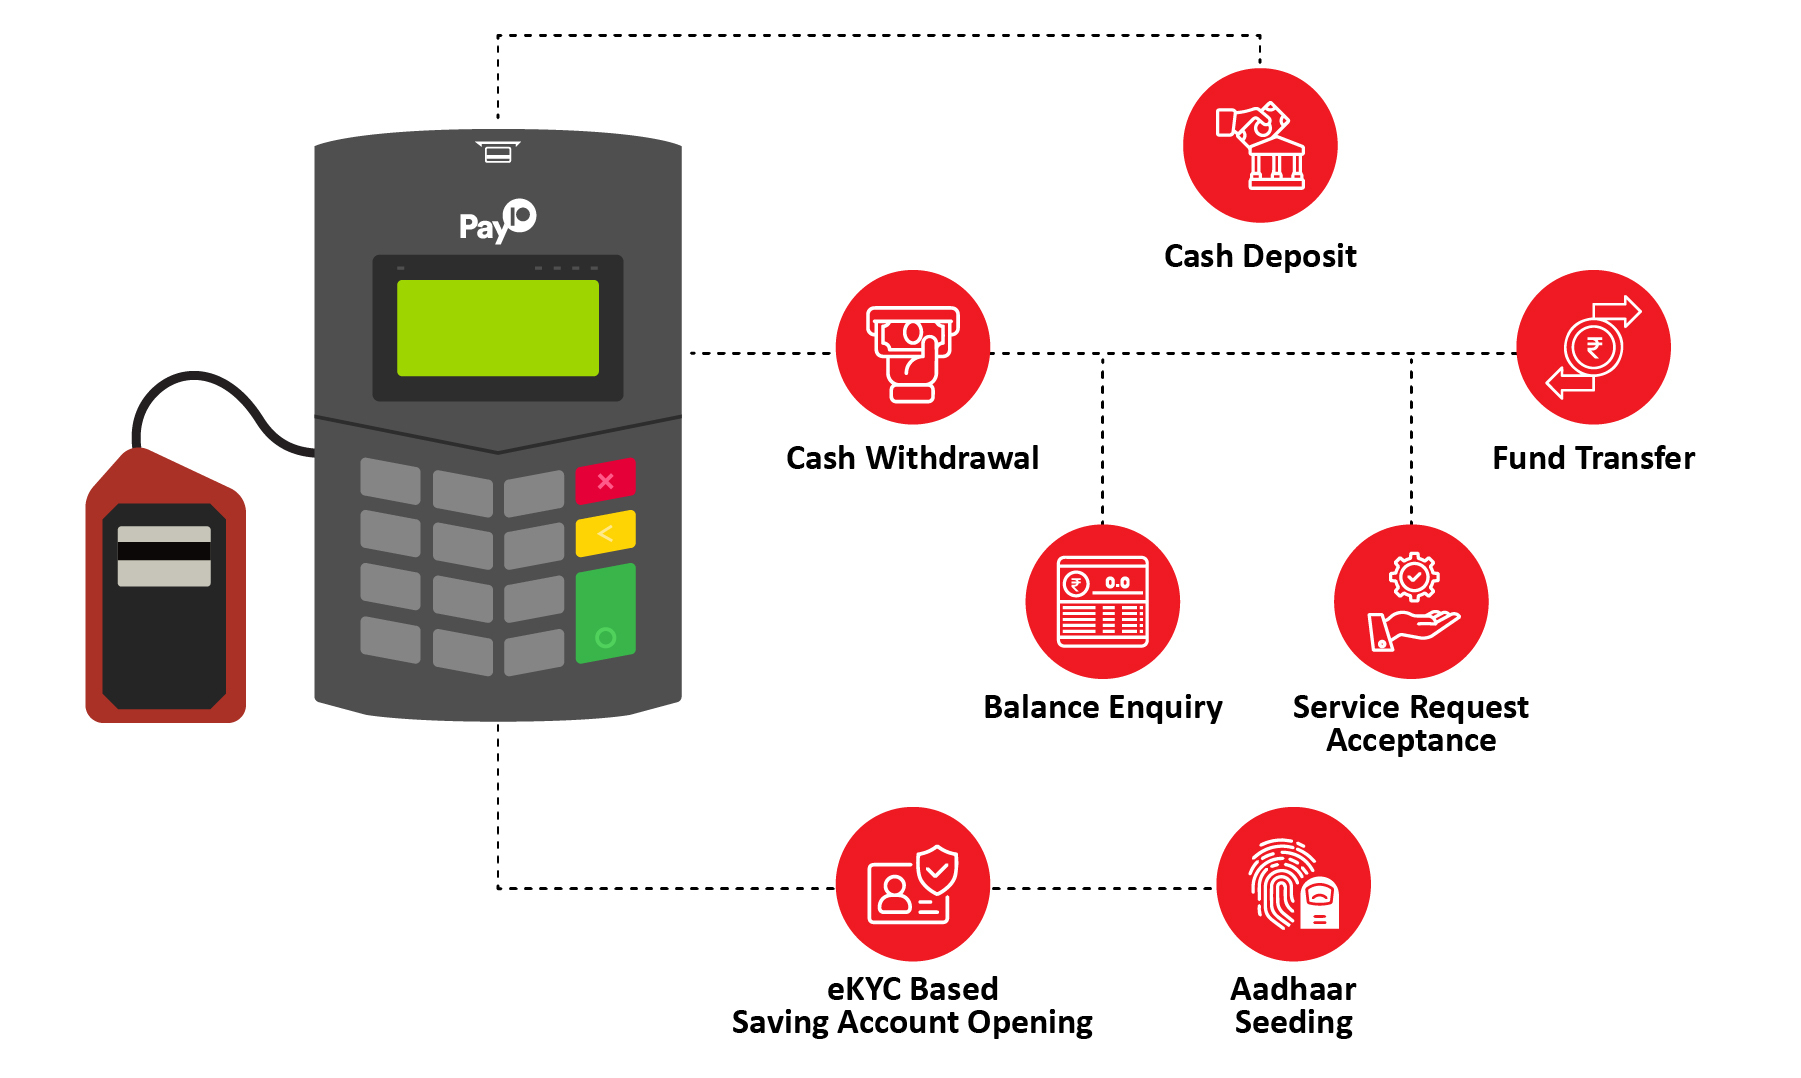 Pay10
Cash Deposit
Cash Withdrawal
₹
Fund Transfer
₹ 0.0
Balance Enquiry
Service Request
Acceptance
eKYC Based
Saving Account Opening
Aadhaar
Seeding